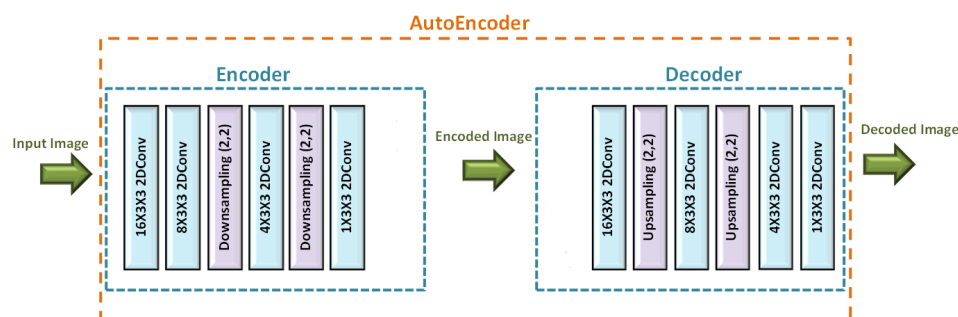 AutoEncoder
Encoder
Decoder
Input Image
16X3X3 2DConv
8X3X3 2DConv
Downsampling (2,2)
4X3X3 2DConv
Downsampling (2,2)
1X3X3 2DConv
Encoded Image
16X3X3 2DConv
Upsampling (2,2)
8X3X3 2DConv
Upsampling (2,2)
4X3X3 2DConv
1X3X3 2DConv
Decoded Image